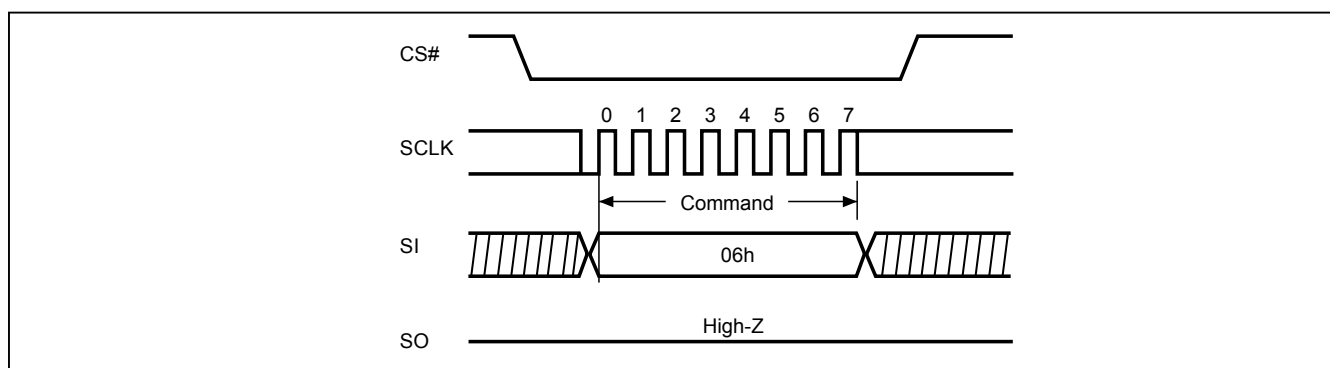 CS#
0 1 2 3 4 5 6 7
SCLK
Command
SI
06h
High-Z
SO